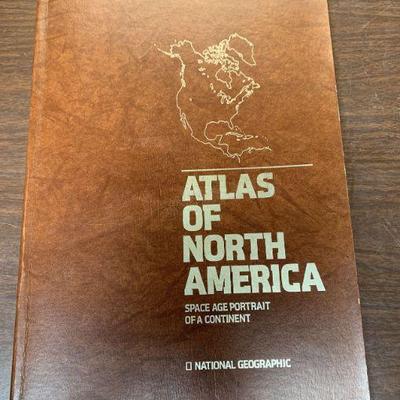 ATLAS
OF
NORTH
AMERICA
SPACE AGE PORTRAIT
OF A CONTINENT
NATIONAL GEOGRAPHIC